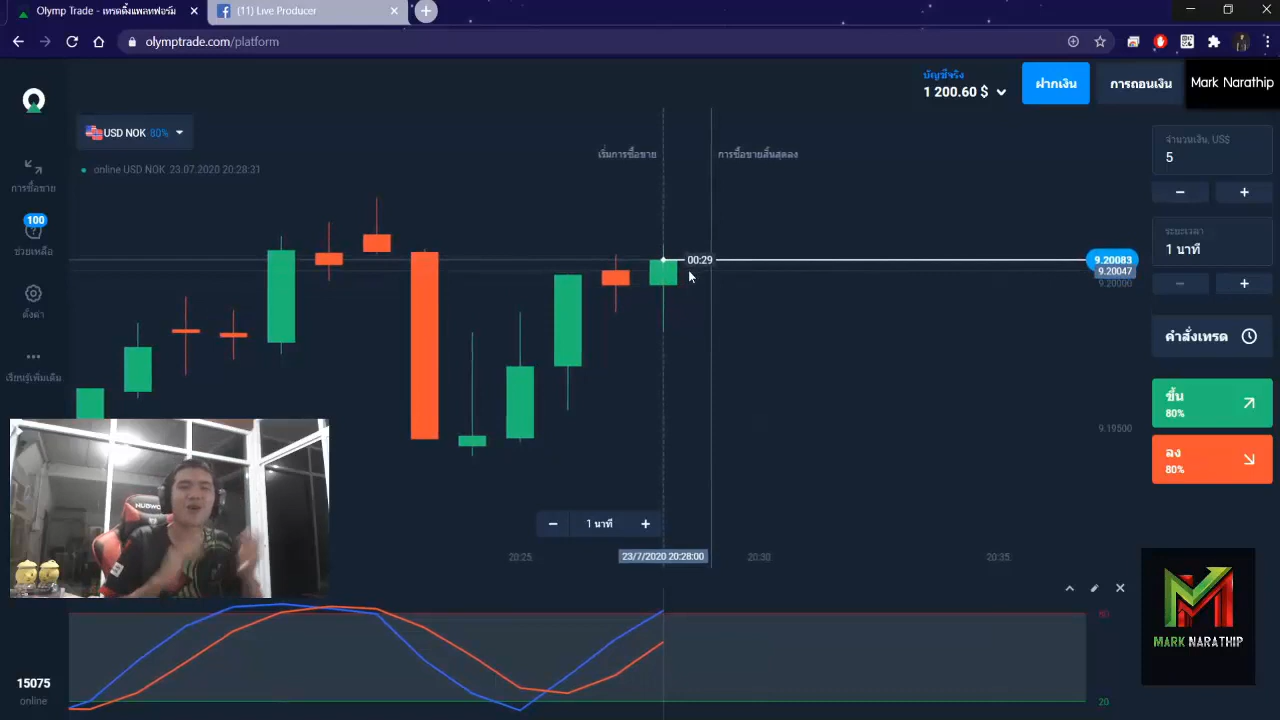 Olymp Trade - เทรดดิ้งแพลทฟอร์ม
(11) Live Producer
olymptrade.com/platform
บัญชีจริง
1 200.60 $
ฝากเงิน
การถอนเงิน
Mark Narathip
USD NOK 80%
online USD NOK 23.07.2020 20:28:31
เริ่มการซื้อขาย
การซื้อขายสิ้นสุดลง
จำนวนเงิน, US$
5
ระยะเวลา
1 นาที
คำสั่งเทรด
ขึ้น
80%
ลง
80%
การซื้อขาย
100
ช่วยเหลือ
ตั้งค่า
เรียนรู้เพิ่มเติม
00:29
9.20083
9.20047
9.20000
9.19500
1 นาที
20:25
23/7/2020 20:28:00
20:30
20:35
80
20
15075
online
MARK NARATHIP